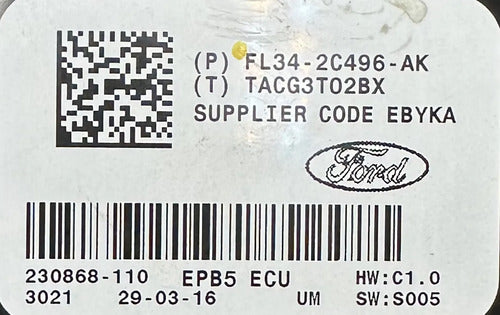 (P) FL34-2C496-AK
(T) TACG3T02BX
SUPPLIER CODE EBYKA
Ford
230868-110 EPB5 ECU HW:C1.0
3021 29-03-16 UM SW:S005